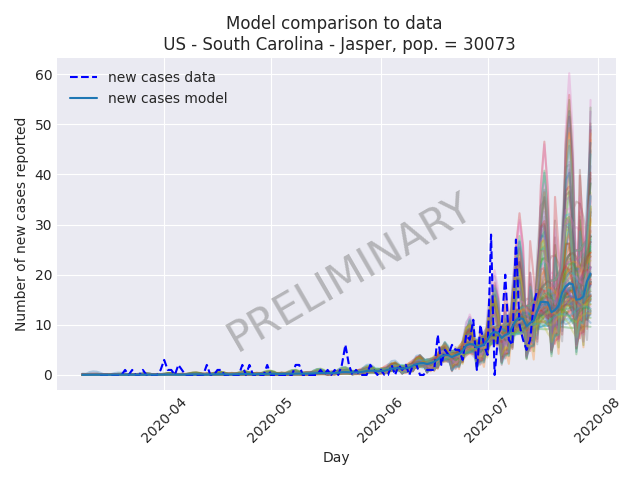 Model comparison to data
US - South Carolina - Jasper, pop. = 30073
new cases data
new cases model
Number of new cases reported
60
50
40
30
20
10
0
PRELIMINARY
2020-04
2020-05
2020-06
2020-07
2020-08
Day